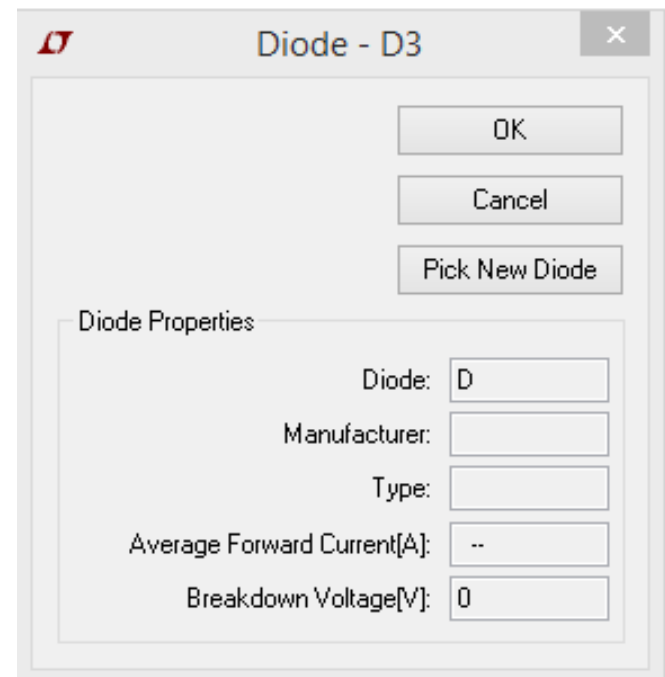 Diode - D3
OK
Cancel
Pick New Diode
Diode Properties
Diode: D
Manufacturer:
Type:
Average Forward Current[A]: --
Breakdown Voltage[V]: 0